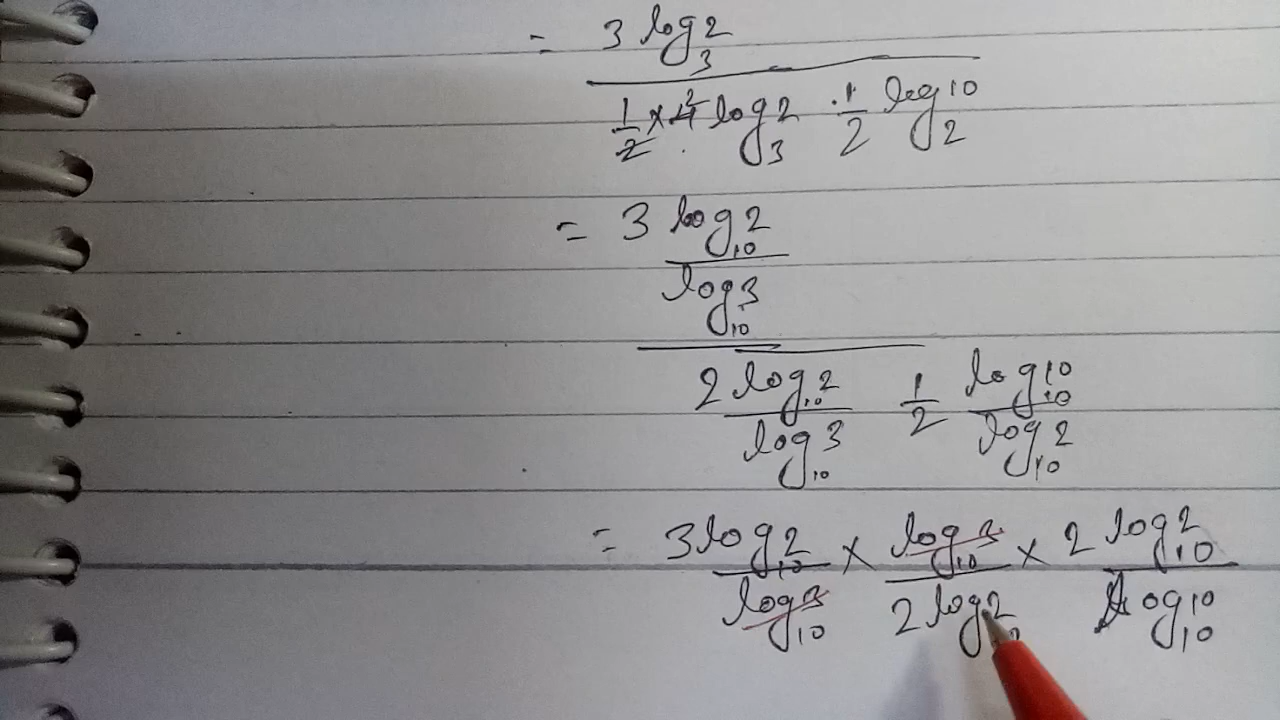 = 3 log₃2
1/2 × 4 2 log₃2 · 1/2 log₂10
= 3 log₁₀2
log₁₀3
2 log₁₀2 1/2 log₁₀10
log₁₀3 log₁₀2
= 3 log₁₀2 × log₁₀3 × 2 log₁₀2
log₁₀3 2 log₁₀2 log₁₀10